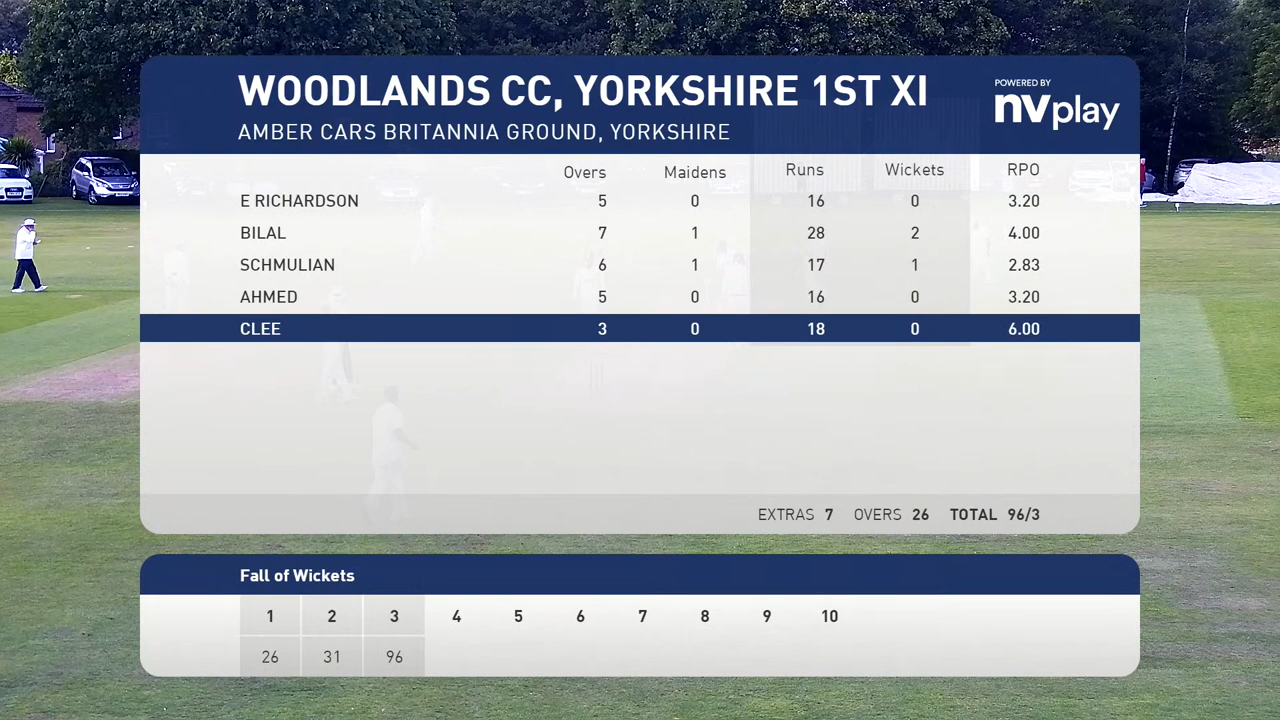 WOODLANDS CC, YORKSHIRE 1ST XI
AMBER CARS BRITANNIA GROUND, YORKSHIRE
POWERED BY
nvplay
Overs Maidens Runs Wickets RPO
E RICHARDSON 5 0 16 0 3.20
BILAL 7 1 28 2 4.00
SCHMULIAN 6 1 17 1 2.83
AHMED 5 0 16 0 3.20
CLEE 3 0 18 0 6.00
EXTRAS 7 OVERS 26 TOTAL 96/3
Fall of Wickets
1 2 3 4 5 6 7 8 9 10
26 31 96